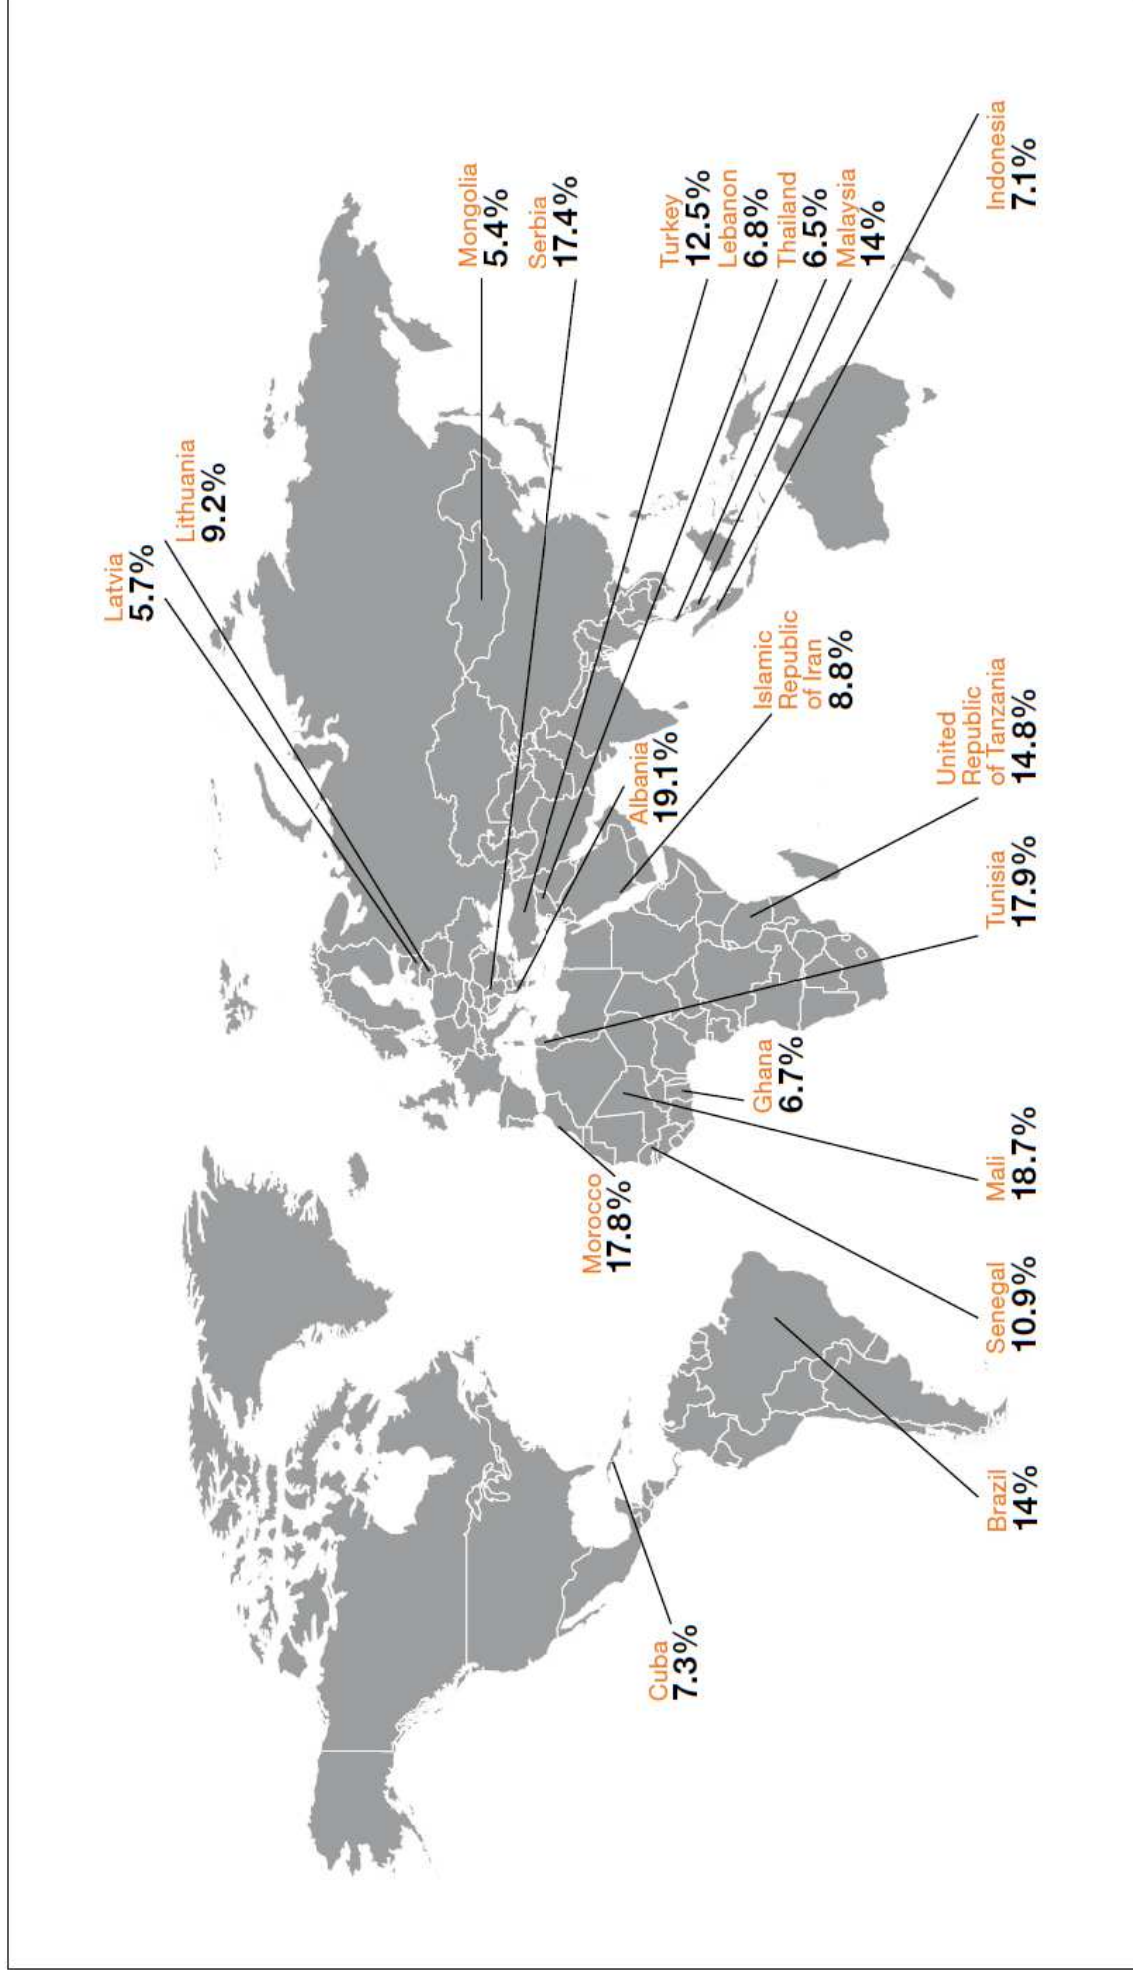 Latvia
5.7%
Lithuania
9.2%
Mongolia
5.4%
Serbia
17.4%
Turkey
12.5%
Lebanon
6.8%
Thailand
6.5%
Malaysia
14%
Indonesia
7.1%
Islamic
Republic
of Iran
8.8%
Albania
19.1%
United
Republic
of Tanzania
14.8%
Tunisia
17.9%
Ghana
6.7%
Mali
18.7%
Morocco
17.8%
Senegal
10.9%
Brazil
14%
Cuba
7.3%